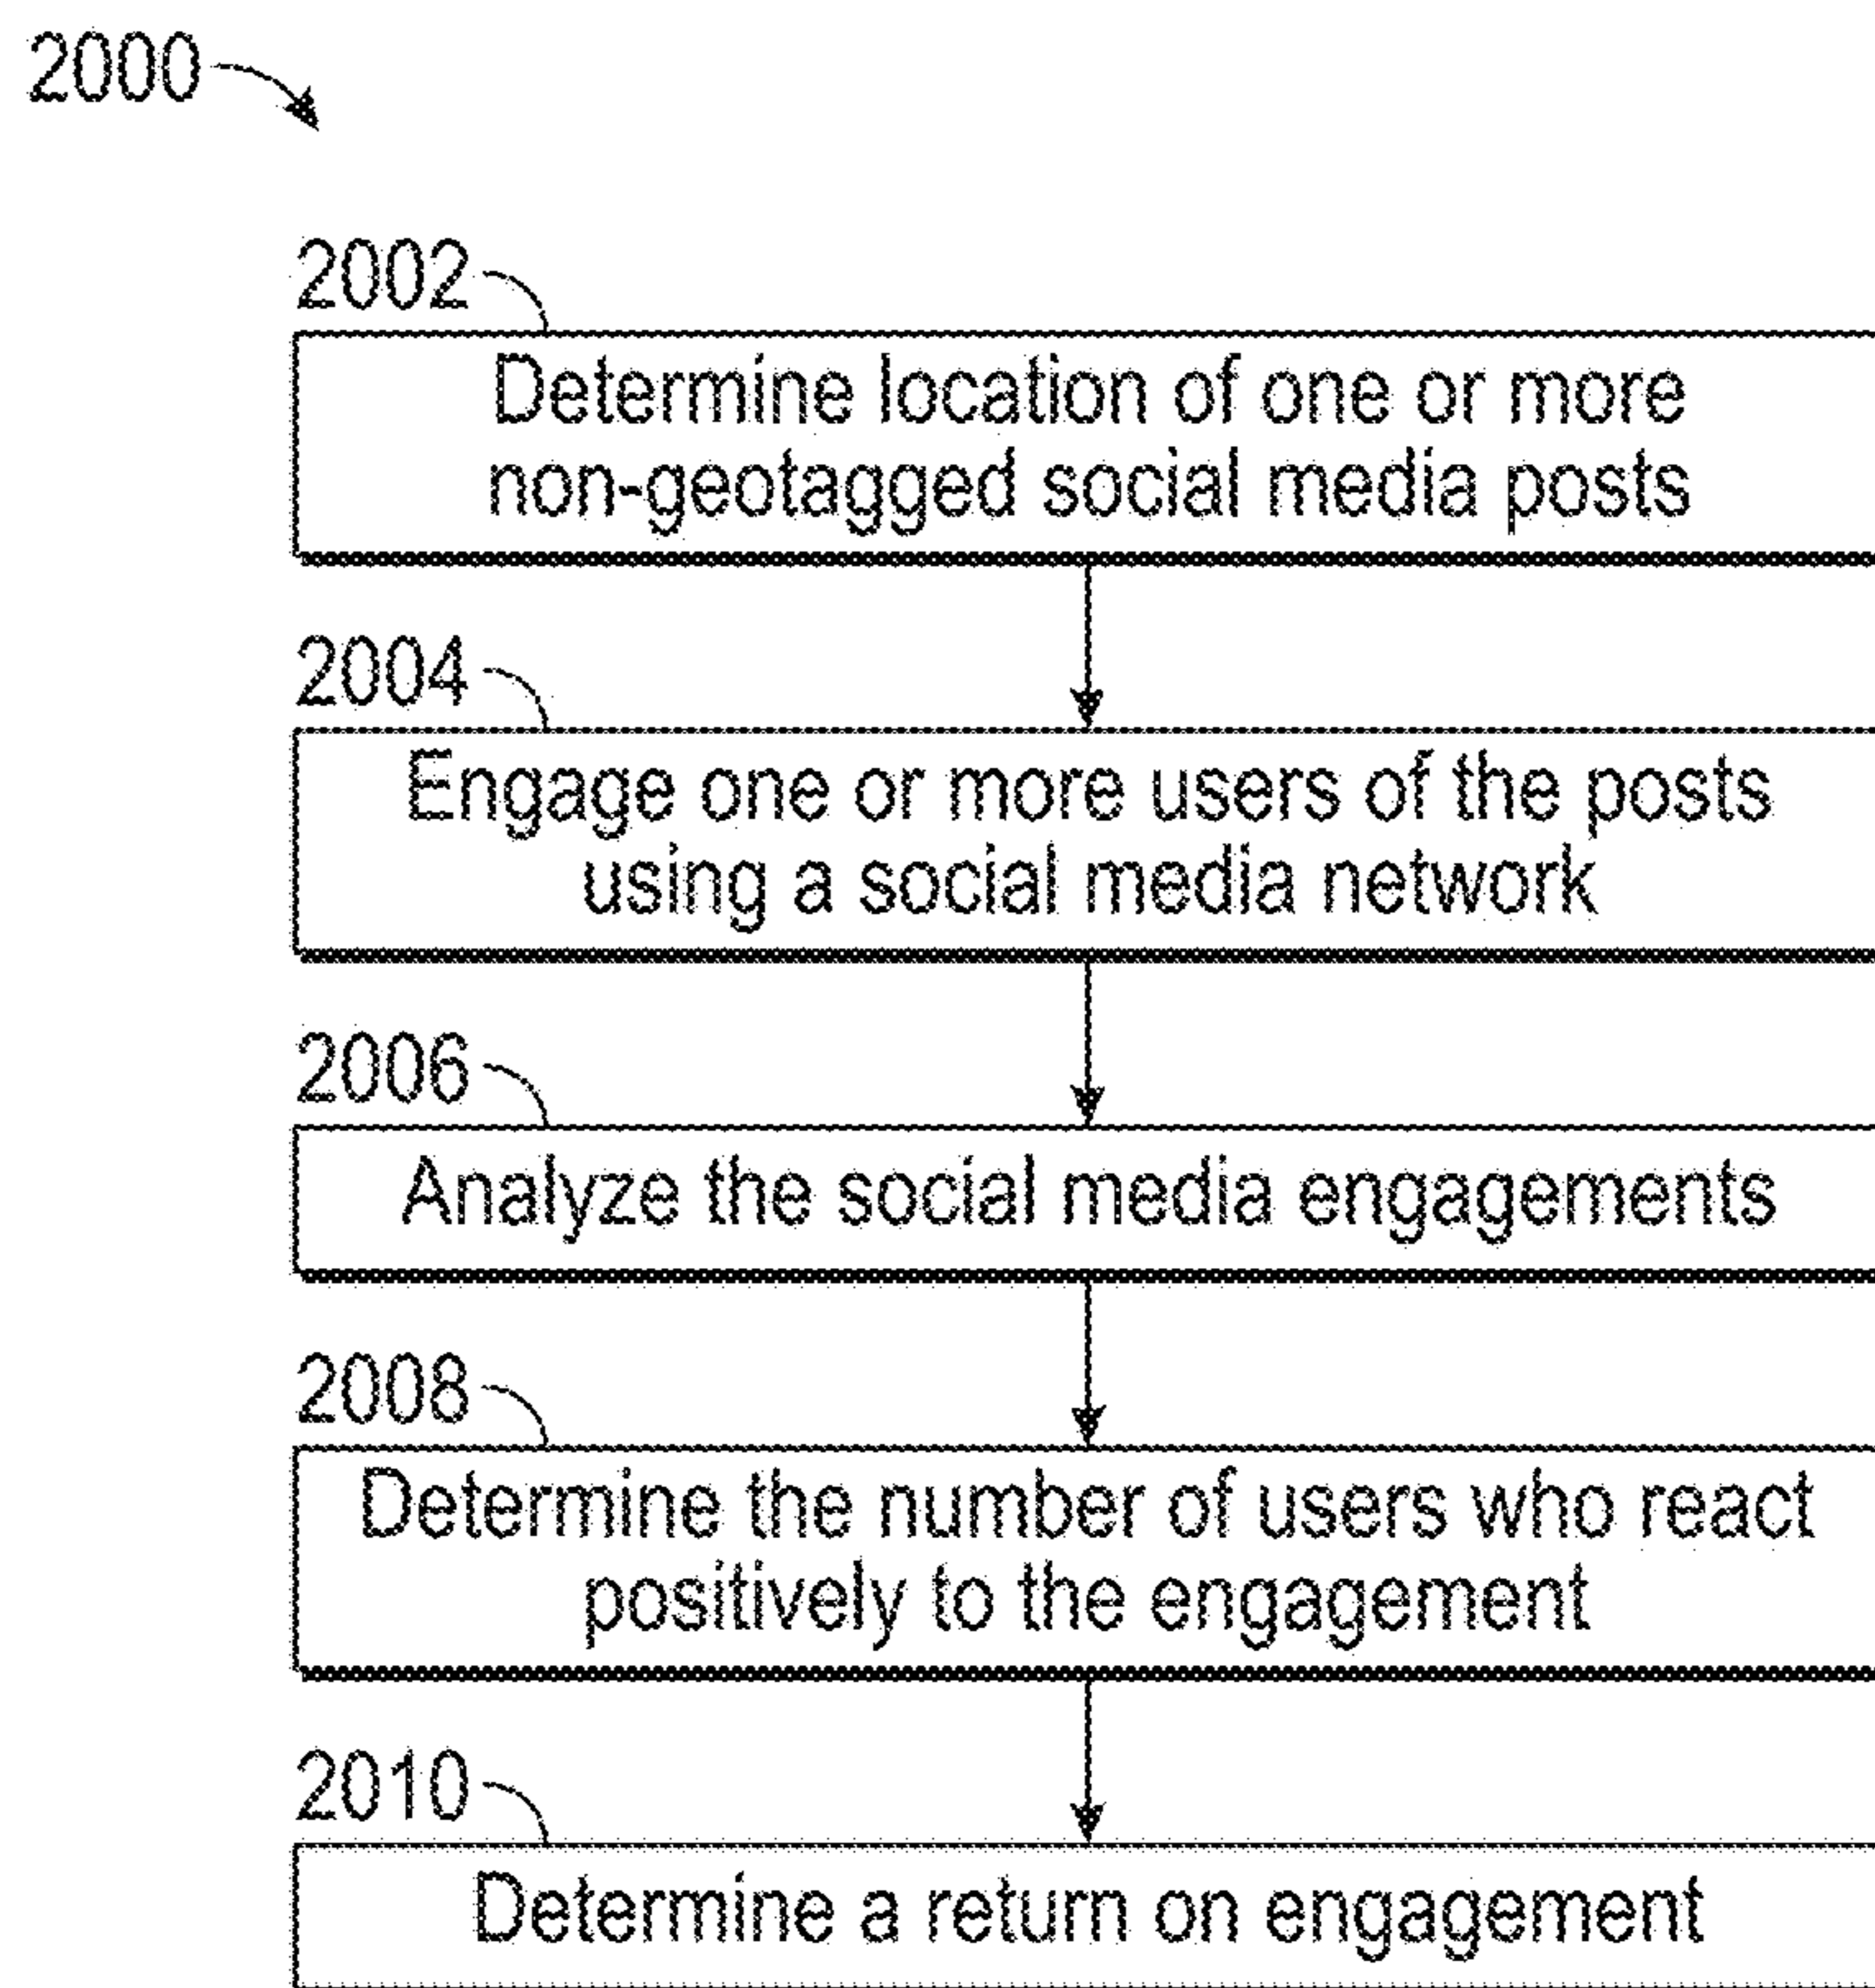 2000
2002
Determine location of one or more
non-geotagged social media posts
2004
Engage one or more users of the posts
using a social media network
2006
Analyze the social media engagements
2008
Determine the number of users who react
positively to the engagement
2010
Determine a return on engagement